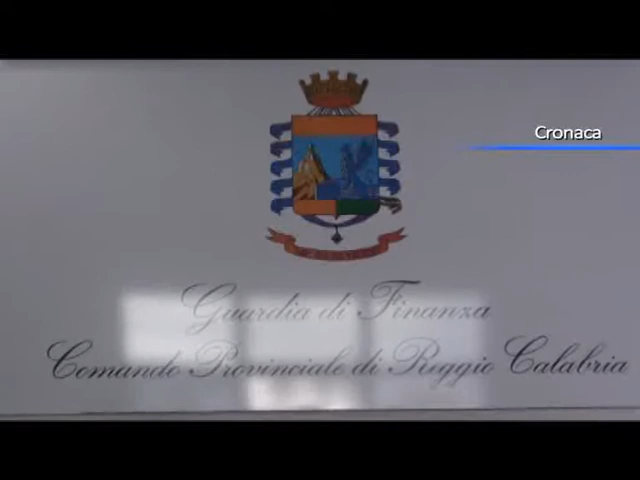 Cronaca
Guardia di Finanza
Comando Provinciale di Reggio Calabria